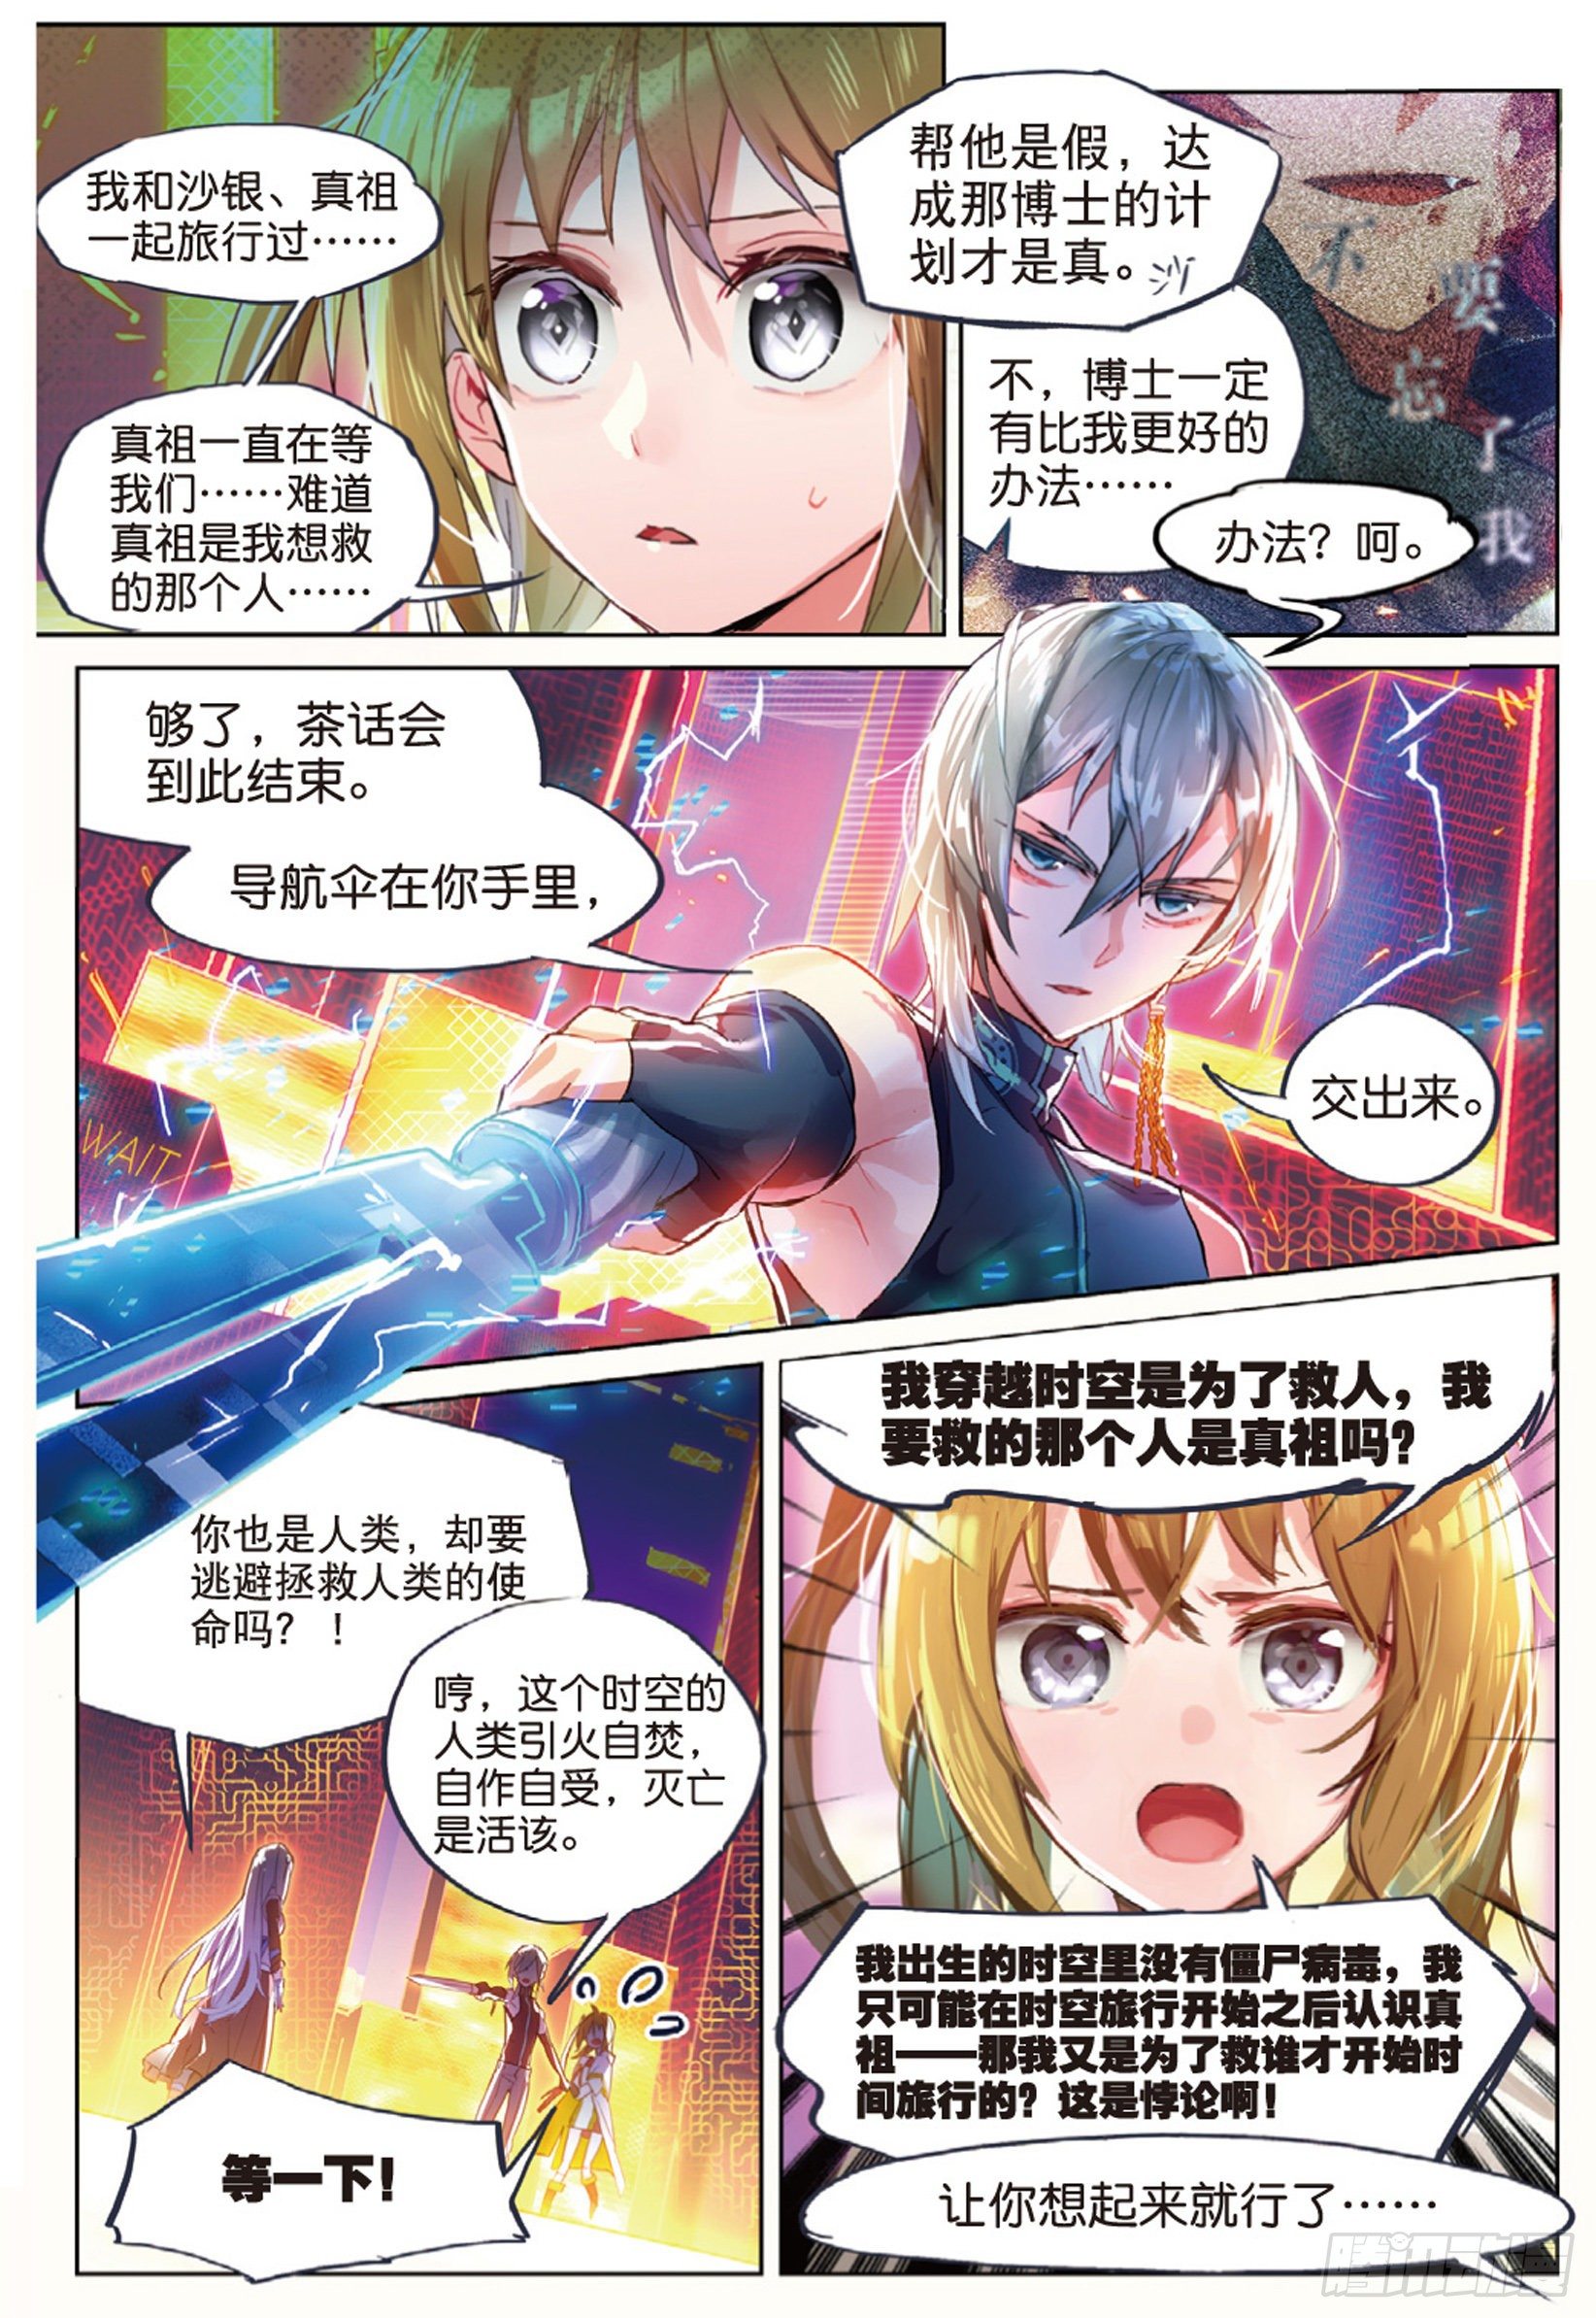 我和沙银、真祖
一起旅行过……
真祖一直在等
我们……难道
真祖是我想救
的那个人……
帮他是假，达
成那博士的计
划才是真。
不，博士一定
有比我更好的
办法……
不
要
忘
了
我
办法？呵。
够了，茶话会
到此结束。
导航伞在你手里，
交出来。
WAIT
你也是人类，却要
逃避拯救人类的使
命吗？！
哼，这个时空的
人类引火自焚，
自作自受，灭亡
是活该。
等一下！
我穿越时空是为了救人，我
要救的那个人是真祖吗？
我出生的时空里没有僵尸病毒，我
只可能在时空旅行开始之后认识真
祖——那我又是为了救谁才开始时
间旅行的？这是悖论啊！
让你想起来就行了……
腾讯动漫